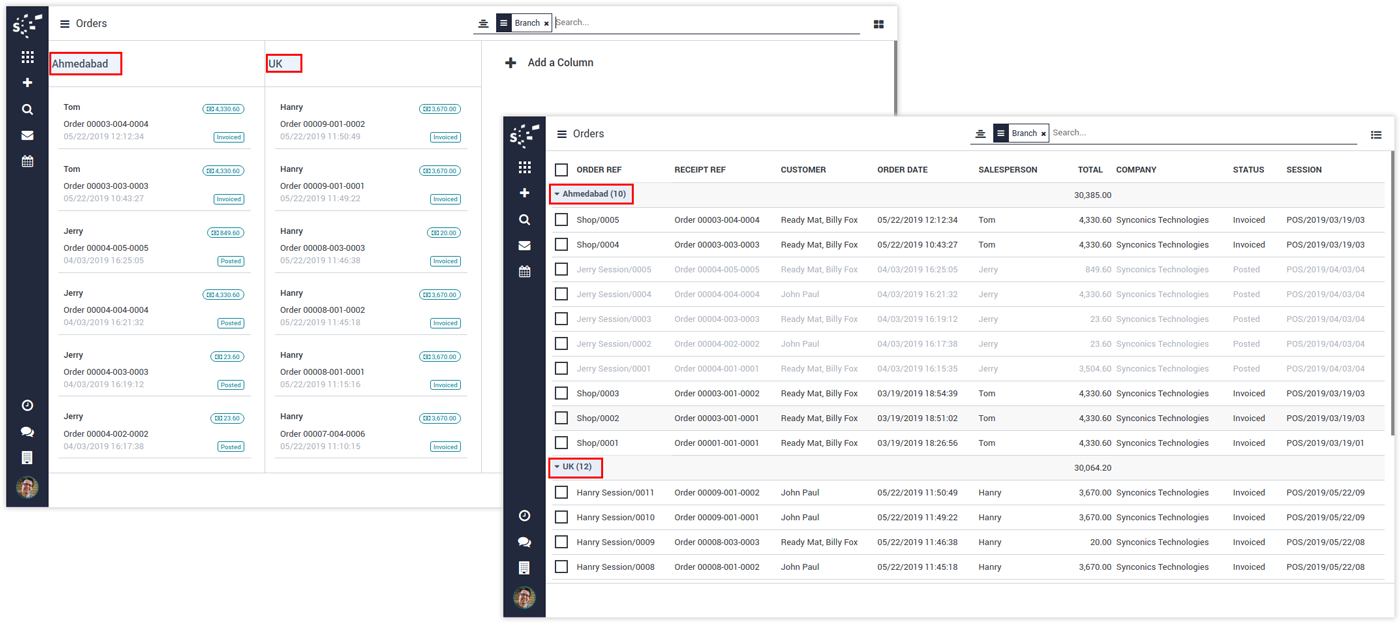 Orders
Branch × Search...
Ahmedabad
UK
Add a Column
Tom 4,330.60
Order 00003-004-0004
05/22/2019 12:12:34 Invoiced
Tom 4,330.60
Order 00003-003-0003
05/22/2019 10:43:27 Invoiced
Jerry 849.60
Order 00004-005-0005
04/03/2019 16:25:05 Posted
Jerry 4,330.60
Order 00004-004-0004
04/03/2019 16:21:32 Posted
Jerry 23.60
Order 00004-003-0003
04/03/2019 16:19:12 Posted
Jerry 23.60
Order 00004-002-0002
04/03/2019 16:17:38 Posted
Hanry 3,670.00
Order 00009-001-0002
05/22/2019 11:50:49 Invoiced
Hanry 3,670.00
Order 00009-001-0001
05/22/2019 11:49:22 Invoiced
Hanry 20.00
Order 00008-003-0003
05/22/2019 11:46:38 Invoiced
Hanry 3,670.00
Order 00008-001-0002
05/22/2019 11:45:18 Invoiced
Hanry 3,670.00
Order 00008-001-0001
05/22/2019 11:15:16 Invoiced
Hanry 3,670.00
Order 00007-004-0006
05/22/2019 11:10:15 Invoiced
Orders
Branch × Search...
ORDER REF RECEIPT REF CUSTOMER ORDER DATE SALESPERSON TOTAL COMPANY STATUS SESSION
Ahmedabad (10) 30,385.00
Shop/0005 Order 00003-004-0004 Ready Mat, Billy Fox 05/22/2019 12:12:34 Tom 4,330.60 Synconics Technologies Invoiced POS/2019/03/19/03
Shop/0004 Order 00003-003-0003 Ready Mat, Billy Fox 05/22/2019 10:43:27 Tom 4,330.60 Synconics Technologies Invoiced POS/2019/03/19/03
Jerry Session/0005 Order 00004-005-0005 Ready Mat, Billy Fox 04/03/2019 16:25:05 Jerry 849.60 Synconics Technologies Posted POS/2019/04/03/04
Jerry Session/0004 Order 00004-004-0004 John Paul 04/03/2019 16:21:32 Jerry 4,330.60 Synconics Technologies Posted POS/2019/04/03/04
Jerry Session/0003 Order 00004-003-0003 Ready Mat, Billy Fox 04/03/2019 16:19:12 Jerry 23.60 Synconics Technologies Posted POS/2019/04/03/04
Jerry Session/0002 Order 00004-002-0002 John Paul 04/03/2019 16:17:38 Jerry 23.60 Synconics Technologies Posted POS/2019/04/03/04
Jerry Session/0001 Order 00004-001-0001 Ready Mat, Billy Fox 04/03/2019 16:15:35 Jerry 3,504.60 Synconics Technologies Posted POS/2019/04/03/04
Shop/0003 Order 00003-001-0002 Ready Mat, Billy Fox 03/19/2019 18:54:39 Tom 4,330.60 Synconics Technologies Invoiced POS/2019/03/19/03
Shop/0002 Order 00003-001-0001 Ready Mat, Billy Fox 03/19/2019 18:51:02 Tom 4,330.60 Synconics Technologies Invoiced POS/2019/03/19/03
Shop/0001 Order 00001-001-0001 Ready Mat, Billy Fox 03/19/2019 18:26:56 Tom 4,330.60 Synconics Technologies Invoiced POS/2019/03/19/01
UK (12) 30,064.20
Hanry Session/0011 Order 00009-001-0002 John Paul 05/22/2019 11:50:49 Hanry 3,670.00 Synconics Technologies Invoiced POS/2019/05/22/09
Hanry Session/0010 Order 00009-001-0001 John Paul 05/22/2019 11:49:22 Hanry 3,670.00 Synconics Technologies Invoiced POS/2019/05/22/09
Hanry Session/0009 Order 00008-003-0003 Ready Mat, Billy Fox 05/22/2019 11:46:38 Hanry 20.00 Synconics Technologies Invoiced POS/2019/05/22/08
Hanry Session/0008 Order 00008-001-0002 John Paul 05/22/2019 11:45:18 Hanry 3,670.00 Synconics Technologies Invoiced POS/2019/05/22/08